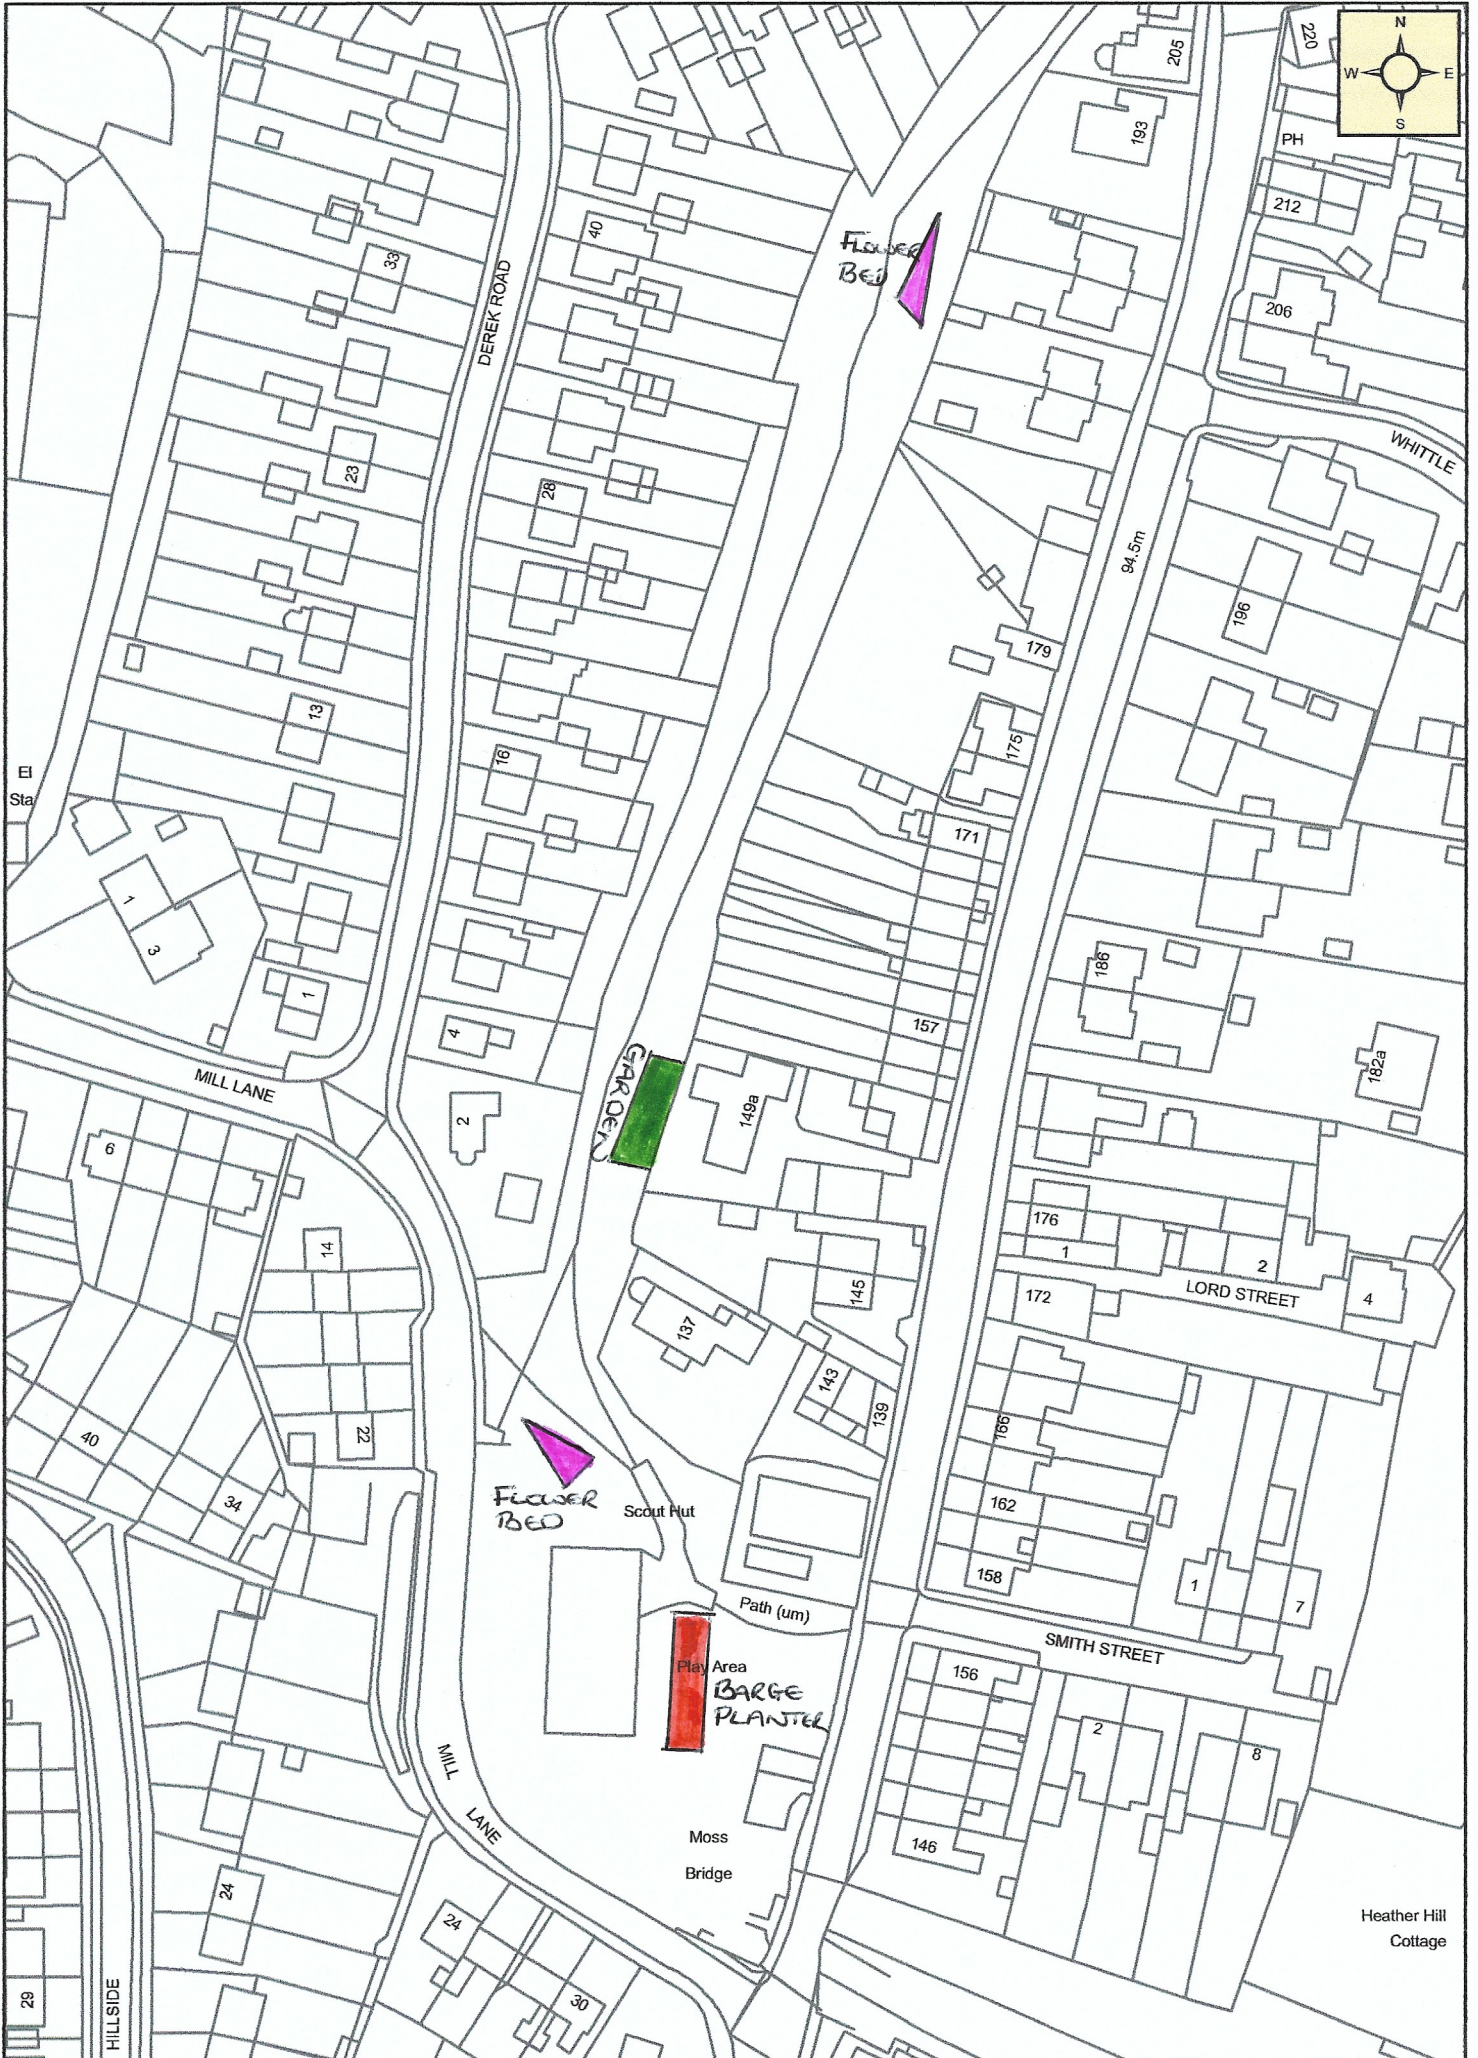 N
W
E
S
205
220
193
PH
212
40
FLOWER
BED
33
206
DEREK ROAD
WHITTLE
23
28
94.5m
196
179
13
175
16
El
Sta
171
1
3
186
1
4
157
182a
GARDEN
MILL LANE
149a
2
6
176
14
1
2
LORD STREET
4
172
145
137
143
139
166
22
40
34
FLOWER
BED
Scout Hut
162
158
1
7
Path (um)
SMITH STREET
Play Area
BARGE
PLANTER
156
2
8
MILL
LANE
Moss
Bridge
146
24
24
Heather Hill
Cottage
29
30
HILLSIDE